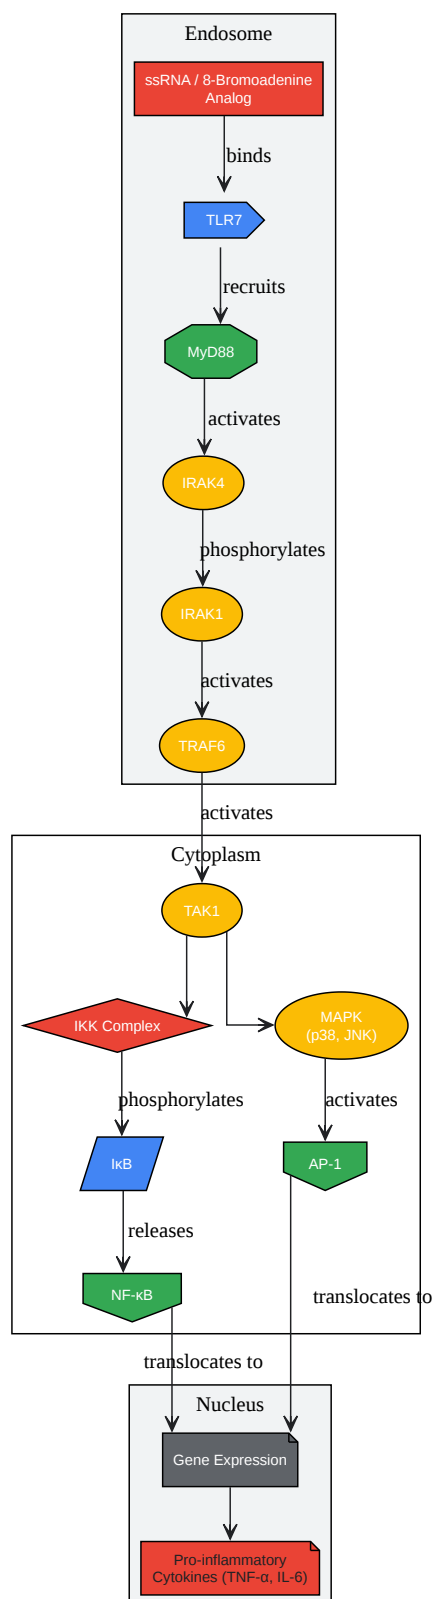 Endosome
ssRNA / 8-Bromoadenine
Analog
binds
TLR7
recruits
MyD88
activates
IRAK4
phosphorylates
IRAK1
activates
TRAF6
activates
Cytoplasm
TAK1
IKK Complex
MAPK
(p38, JNK)
phosphorylates
activates
IκB
AP-1
releases
NF-κB
translocates to
translocates to
Nucleus
Gene Expression
Pro-inflammatory
Cytokines (TNF-α, IL-6)